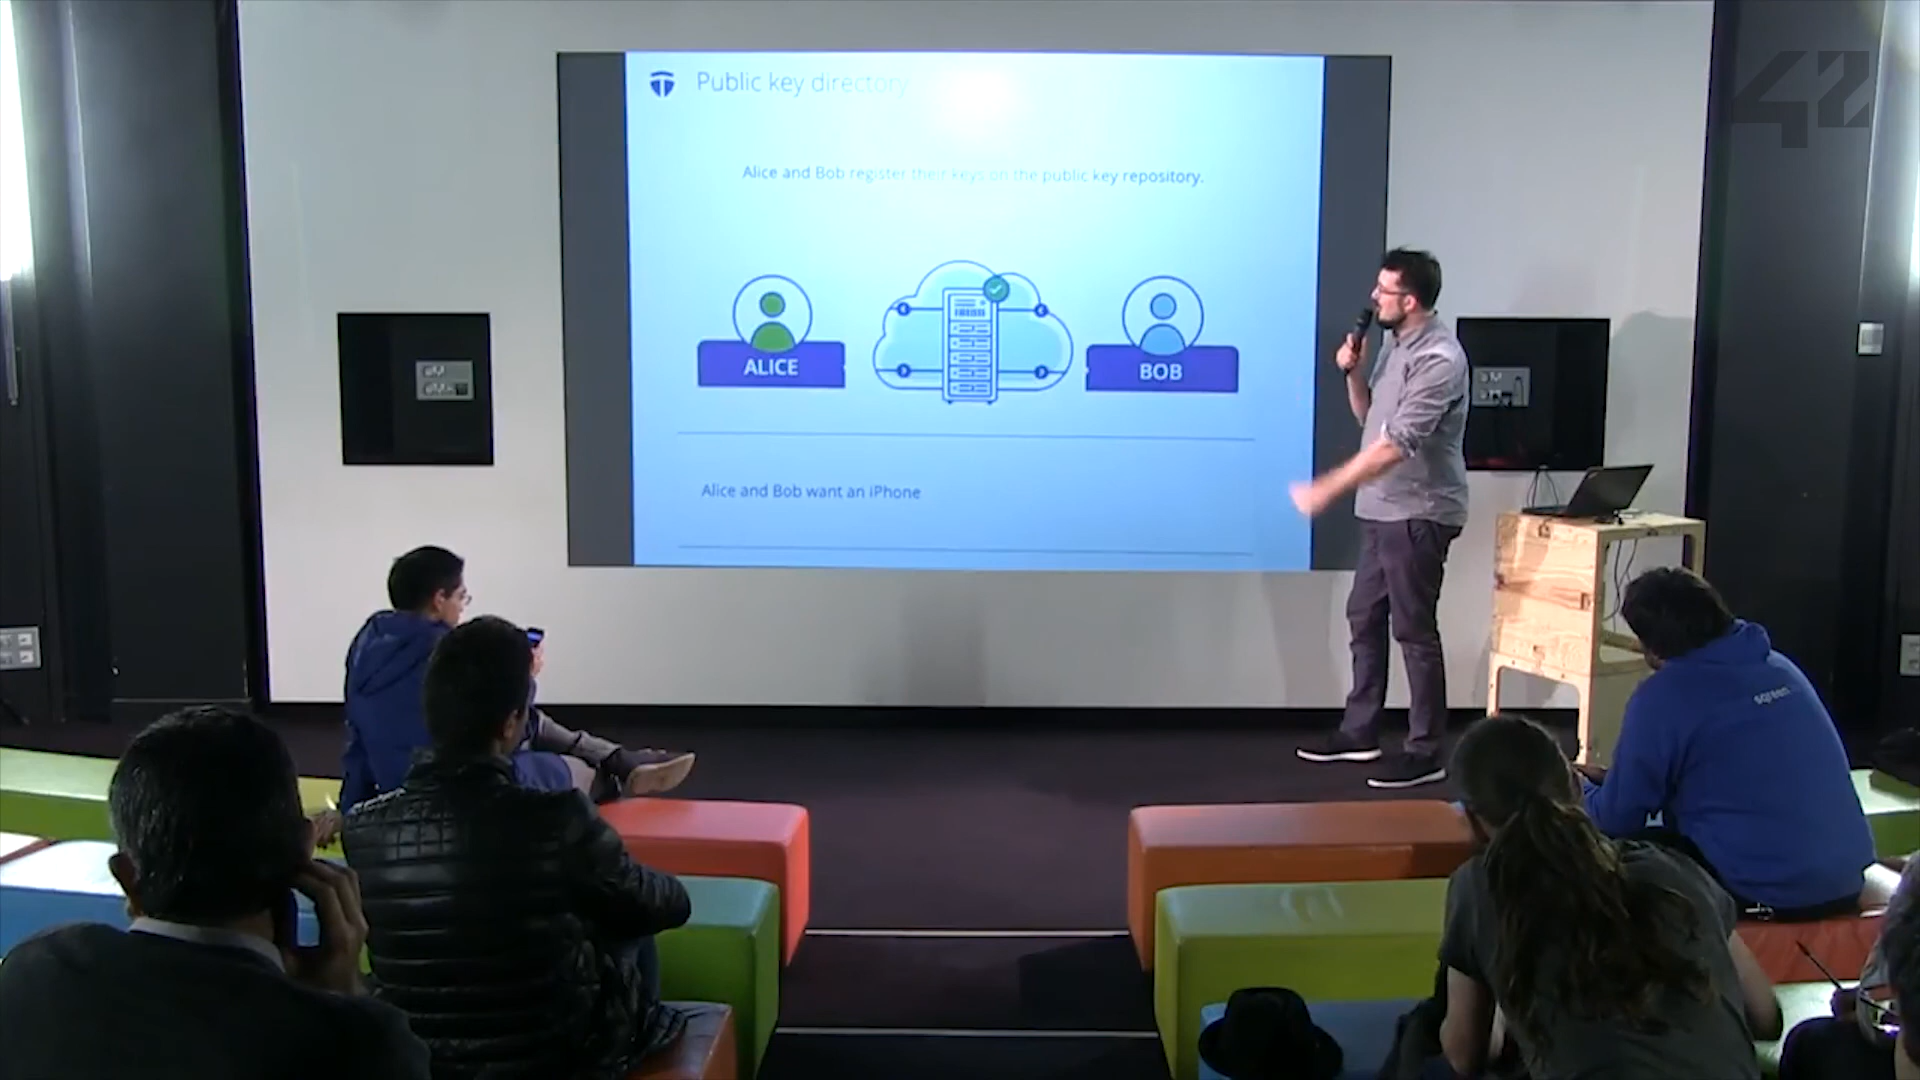 42
Public key directory
Alice and Bob register their keys on the public key repository.
ALICE
BOB
Alice and Bob want an iPhone
sqreen